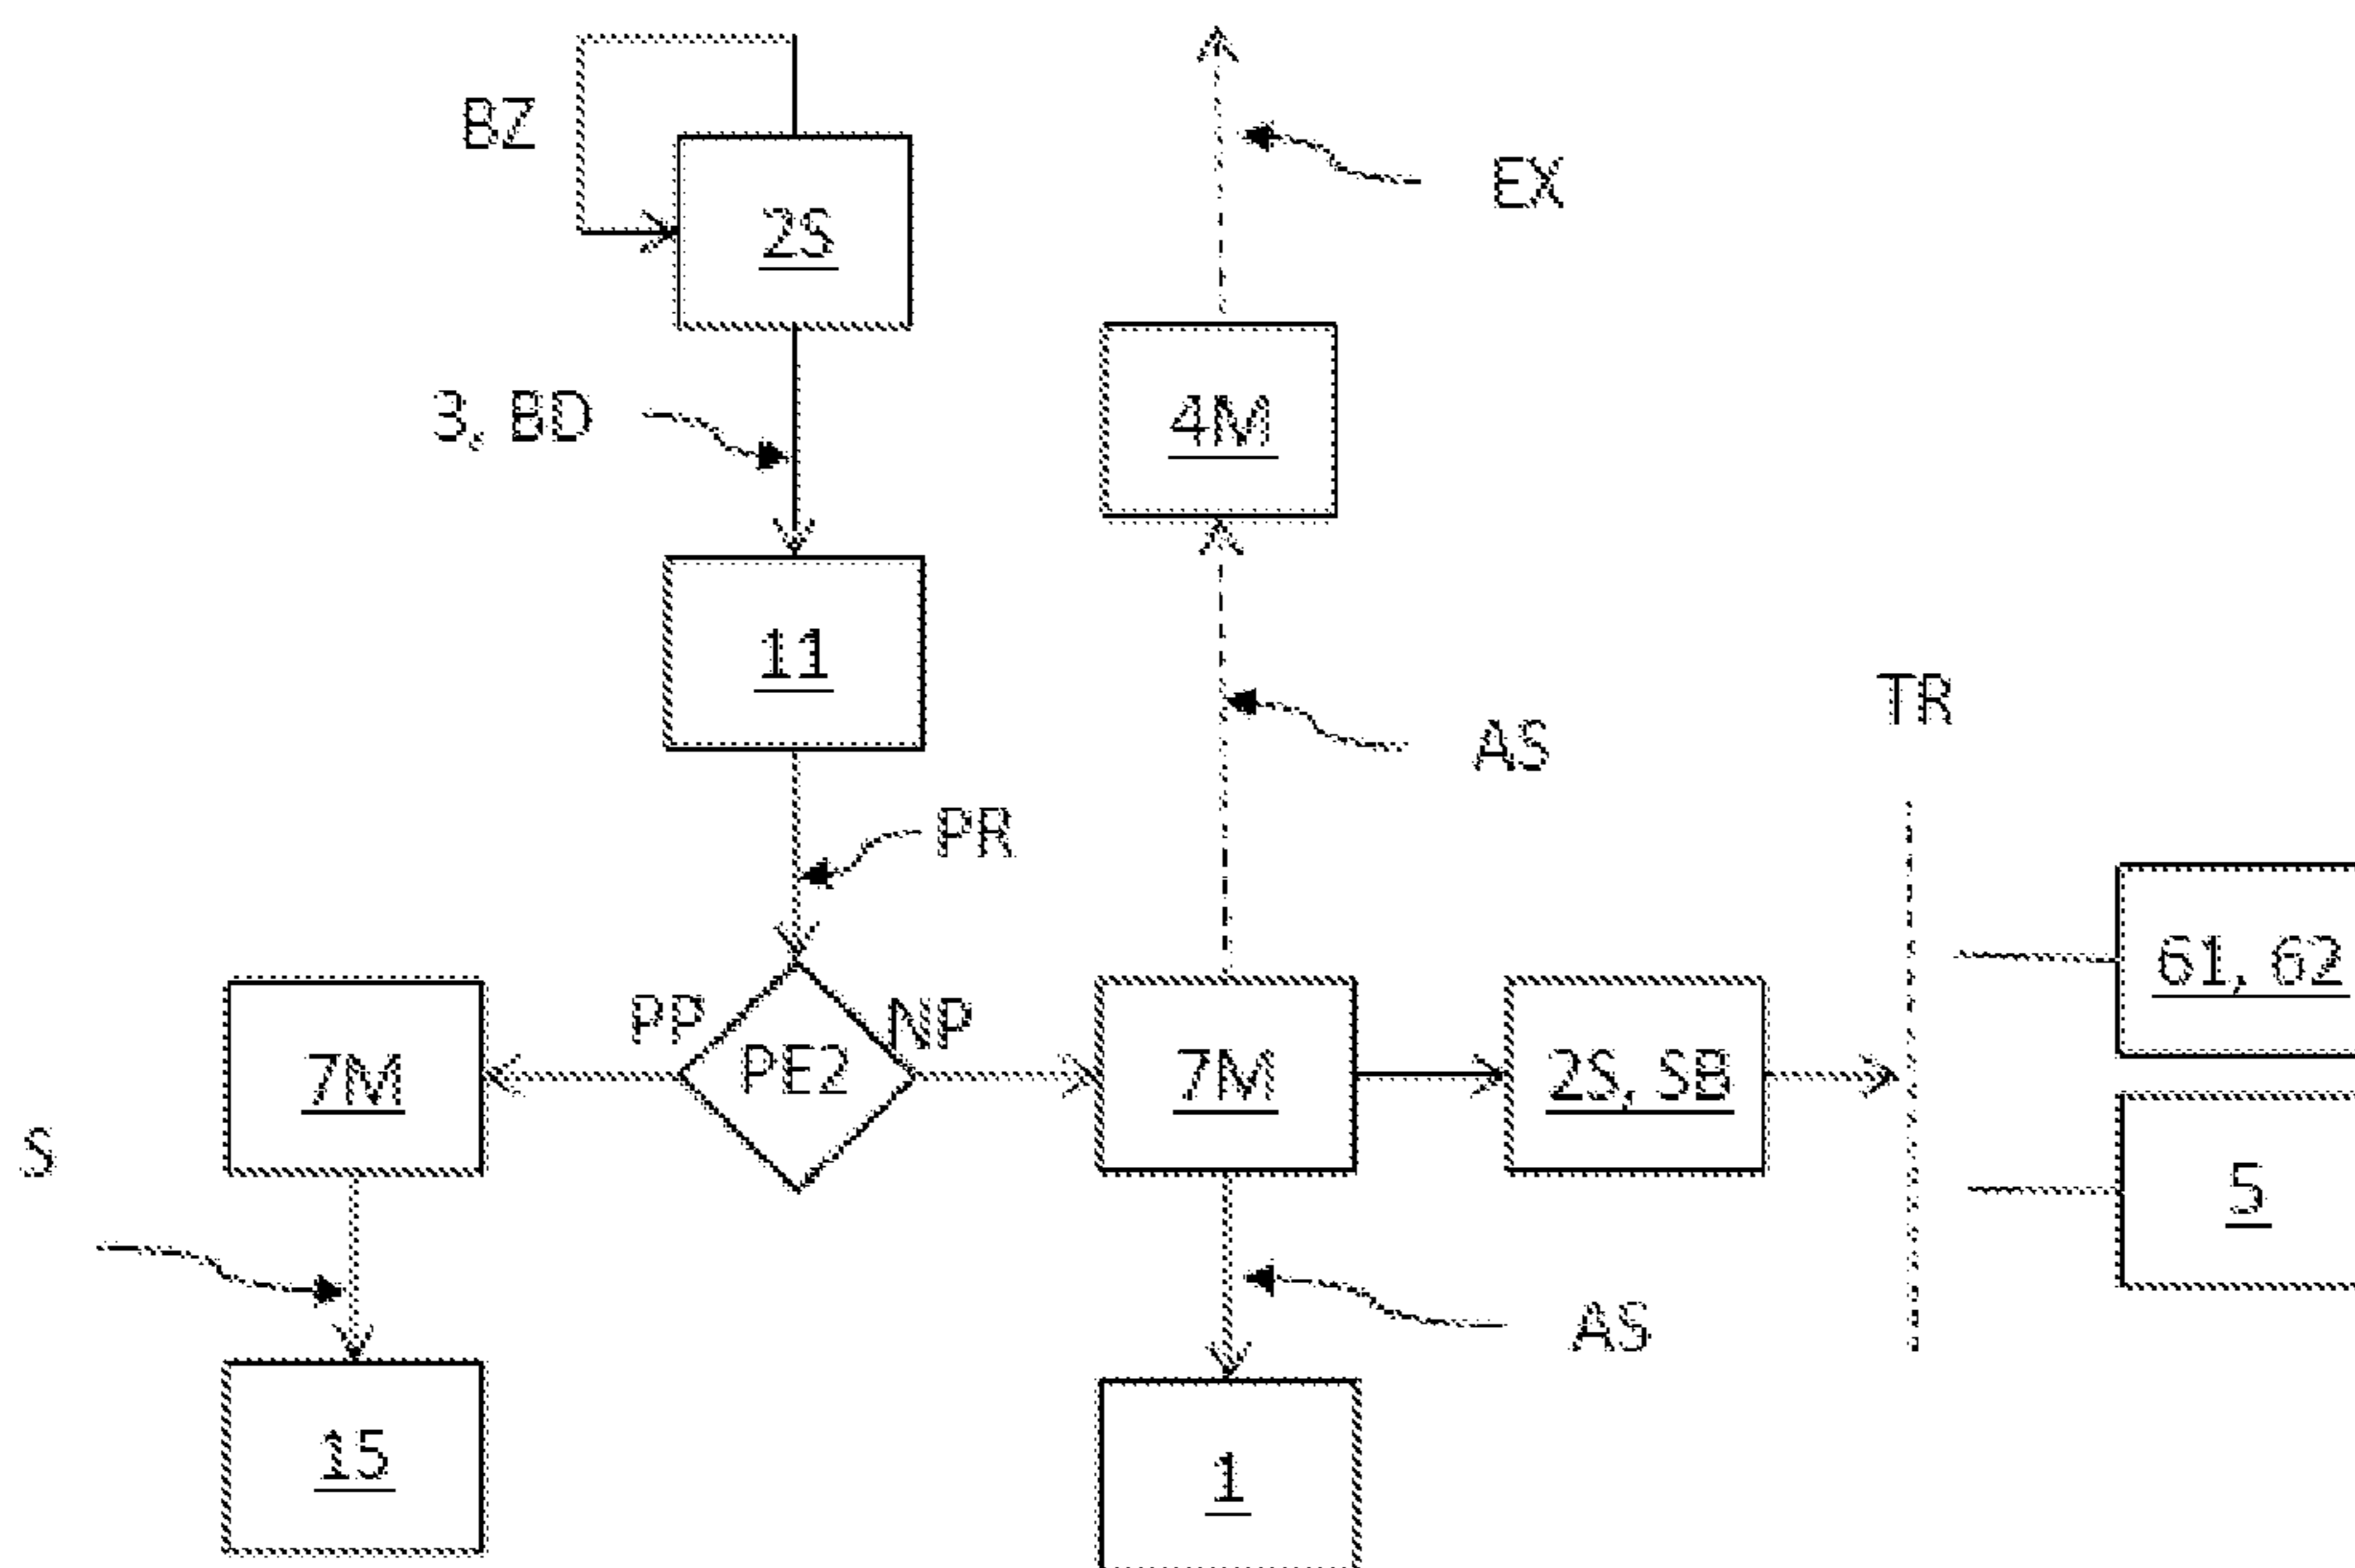 BZ
EX
2S
3, BD
4M
11
TR
AS
PR
61, 62
PP
NP
7M
PE2
7M
2S, SB
S
5
AS
15
1